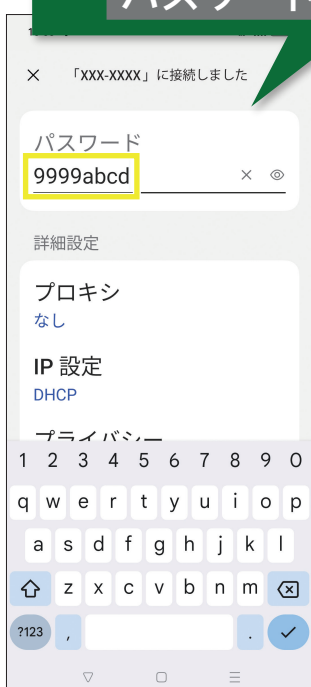 パスワード
「XXX-XXXX」に接続しました
パスワード
9999abcd
詳細設定
プロキシ
なし
IP 設定
DHCP
プライバシー
1 2 3 4 5 6 7 8 9 0
q w e r t y u i o p
a s d f g h j k l
z x c v b n m
?123 , .